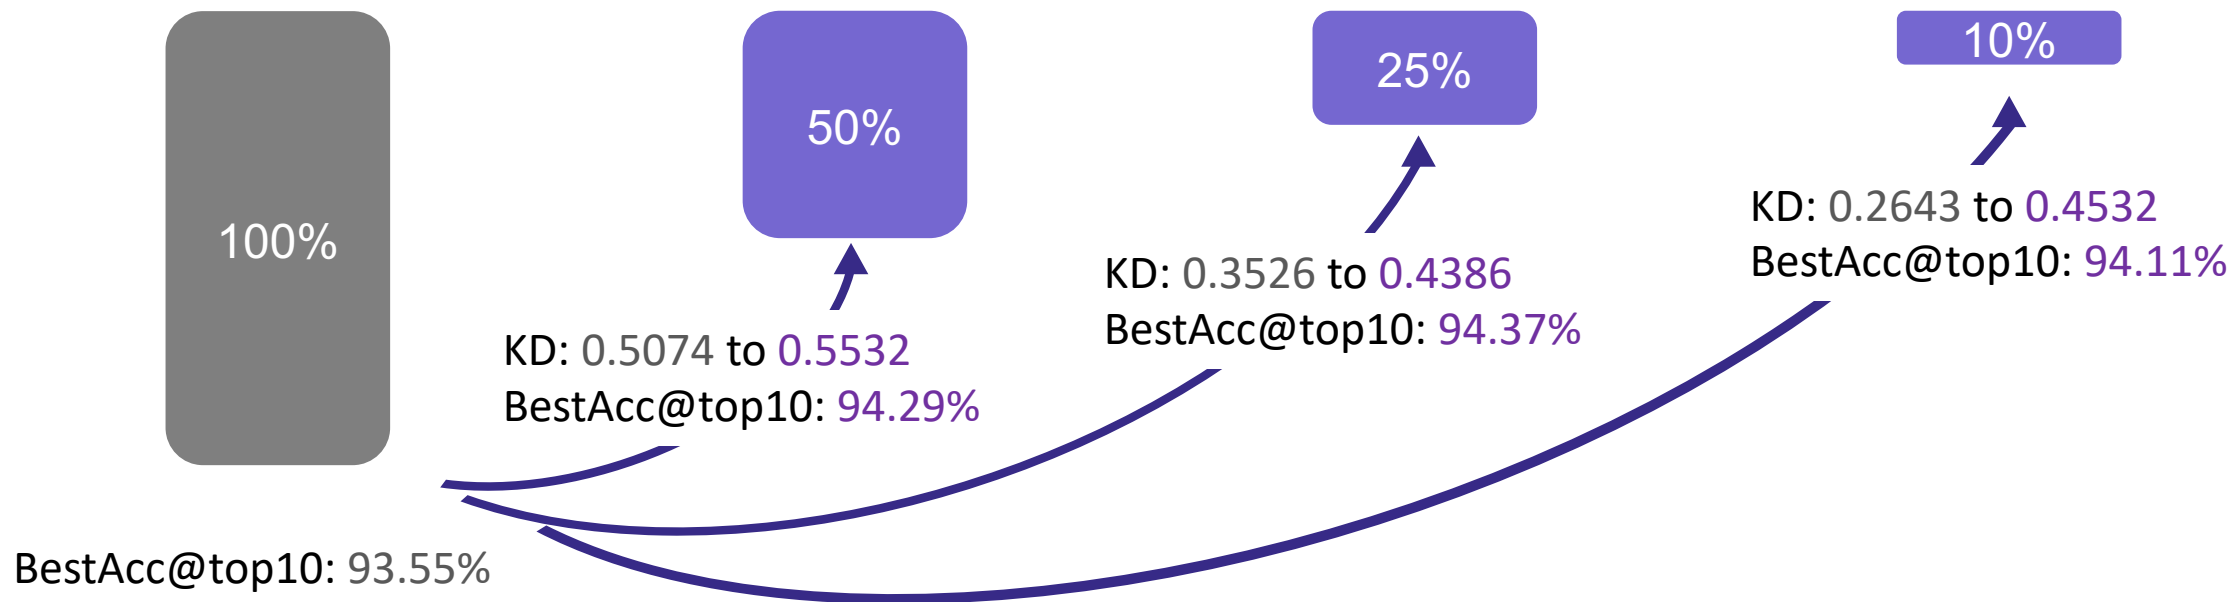 100%
BestAcc@top10: 93.55%
50%
KD: 0.5074 to 0.5532
BestAcc@top10: 94.29%
25%
KD: 0.3526 to 0.4386
BestAcc@top10: 94.37%
10%
KD: 0.2643 to 0.4532
BestAcc@top10: 94.11%